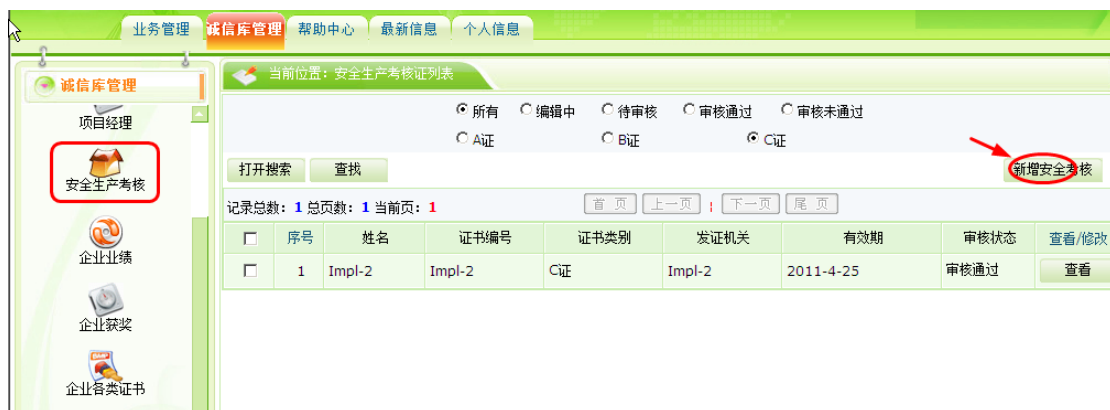 业务管理 诚信库管理 帮助中心 最新信息 个人信息
诚信库管理
项目经理
安全生产考核
企业业绩
企业获奖
企业各类证书
当前位置：安全生产考核证列表
所有 编辑中 待审核 审核通过 审核未通过
A证 B证 C证
打开搜索 查找 新增安全考核
记录总数：1 总页数：1 当前页：1 首 页 上一页 下一页 尾 页
序号 姓名 证书编号 证书类别 发证机关 有效期 审核状态 查看/修改
1 Impl-2 Impl-2 C证 Impl-2 2011-4-25 审核通过 查看